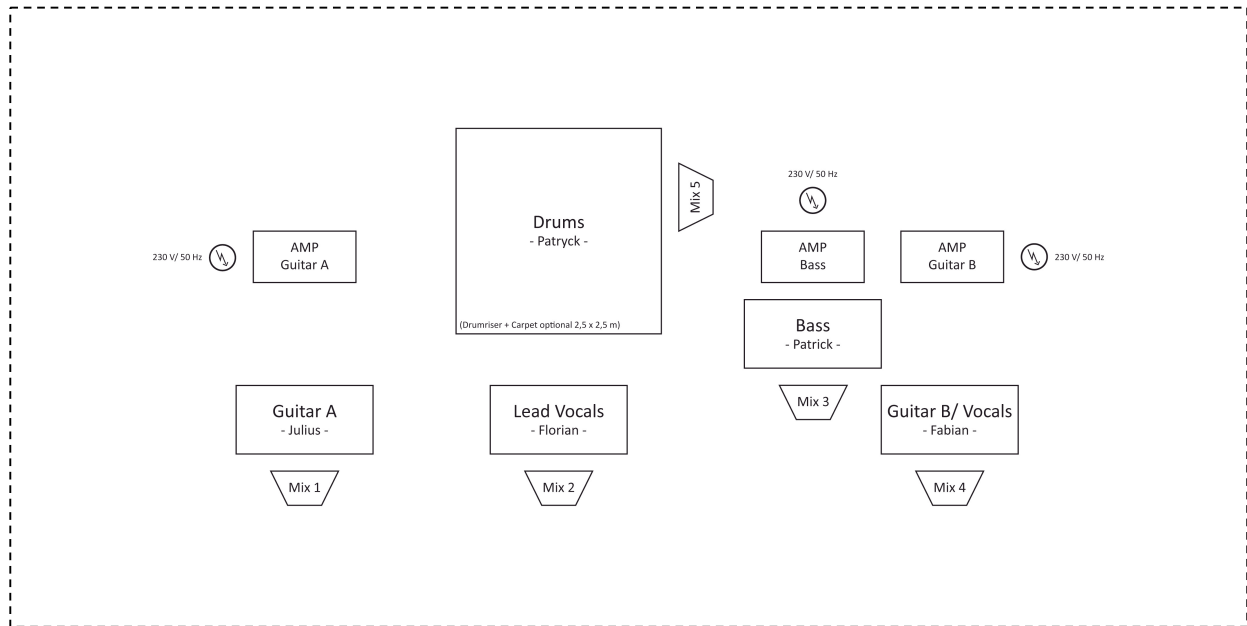 230 V/ 50 Hz
AMP
Guitar A
Drums
- Patryck -
(Drumriser + Carpet optional 2,5 x 2,5 m)
Mix 5
230 V/ 50 Hz
AMP
Bass
AMP
Guitar B
230 V/ 50 Hz
Bass
- Patrick -
Mix 3
Guitar A
- Julius -
Mix 1
Lead Vocals
- Florian -
Mix 2
Guitar B/ Vocals
- Fabian -
Mix 4